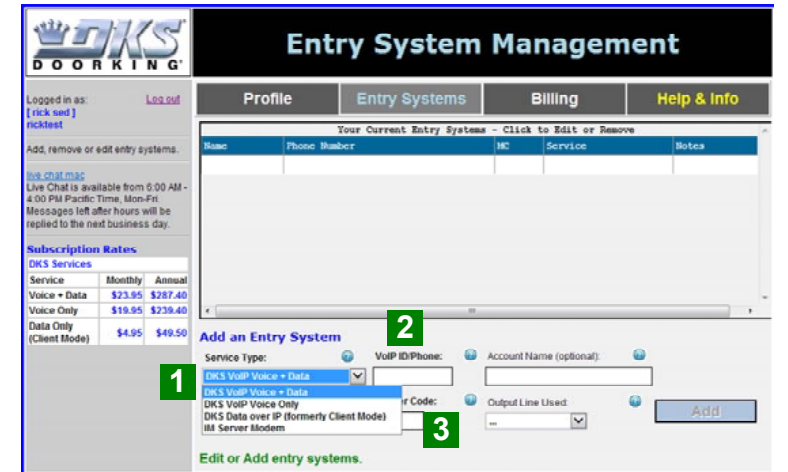 DKS
DOORKING
Entry System Management
Logged in as: Log out
[ rick sed ]
ricktest
Add, remove or edit entry systems.
live chat mac
Live Chat is available from 6:00 AM -
4:00 PM Pacific Time, Mon-
Fri.
Messages left after hours will be
replied to the next business day.
Subscription Rates
DKS Services
Service Monthly Annual
Voice + Data $23.95 $287.40
Voice Only $19.95 $239.40
Data Only
(Client Mode) $4.95 $49.50
Profile Entry Systems Billing Help & Info
Your Current Entry Systems - Click to Edit or Remove
Name Phone Number MC Service Notes
Add an Entry System
2
Service Type: VoIP ID/Phone: Account Name (optional):
1
DKS VoIP Voice + Data
DKS VoIP Voice + Data
DKS VoIP Voice Only
DKS Data over IP (formerly Client Mode)
IM Server Modem
r Code: Output Line Used:
3
...
Add
Edit or Add entry systems.